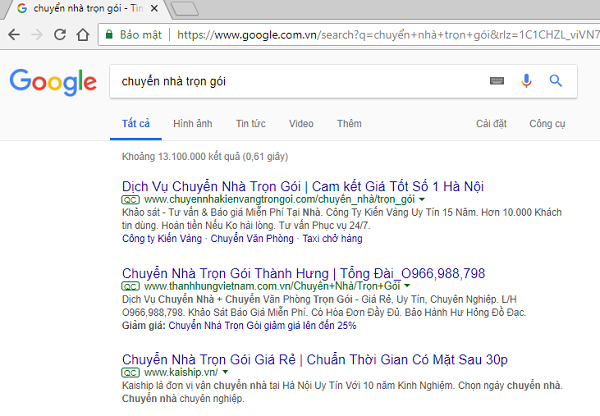 chuyển nhà trọn gói - Tìn
Bảo mật https://www.google.com.vn/search?q=chuyển+nhà+trọn+gói&rlz=1C1CHZL_viVN7
Google chuyển nhà trọn gói
Tất cả Hình ảnh Tin tức Video Thêm Cài đặt Công cụ
Khoảng 13.100.000 kết quả (0,61 giây)
Dịch Vụ Chuyển Nhà Trọn Gói | Cam kết Giá Tốt Số 1 Hà Nội
QC www.chuyennhakienvangtrongoi.com/chuyển_nhà/trọn_gói
Khảo sát - Tư vấn & Báo giá Miễn Phí Tại Nhà. Công Ty Kiến Vàng Uy Tín 15 Năm. Hơn 10.000 Khách
tin dùng. Hoàn tiền Nếu Ko hải lòng. Tư vấn Phục vụ 24/7.
Công ty Kiến Vàng · Chuyển Văn Phòng · Taxi chở hàng
Chuyển Nhà Trọn Gói Thành Hưng | Tổng Đài_ O966,988,798
QC www.thanhhungvietnam.com.vn/Chuyên+Nhà/Trọn+Gói
Dịch Vụ Chuyển Nhà + Chuyển Văn Phòng Trọn Gói - Giá Rẻ, Uy Tín, Chuyên Nghiệp. L/H
O966,988,798. Khảo Sát Báo Giá Miễn Phí. Có Hóa Đơn Đầy Đủ. Bảo Hành Hư Hỏng Đồ Đạc.
Giảm giá: Chuyển Nhà Trọn Gói giảm giá lên đến 25%
Chuyển Nhà Trọn Gói Giá Rẻ | Chuẩn Thời Gian Có Mặt Sau 30p
QC www.kaiship.vn/
Kaiship là đơn vị vận chuyển nhà tại Hà Nội Uy Tín Với 10 năm Kinh Nghiệm. Chọn ngày chuyển nhà.
Chuyển nhà chuyên nghiệp.